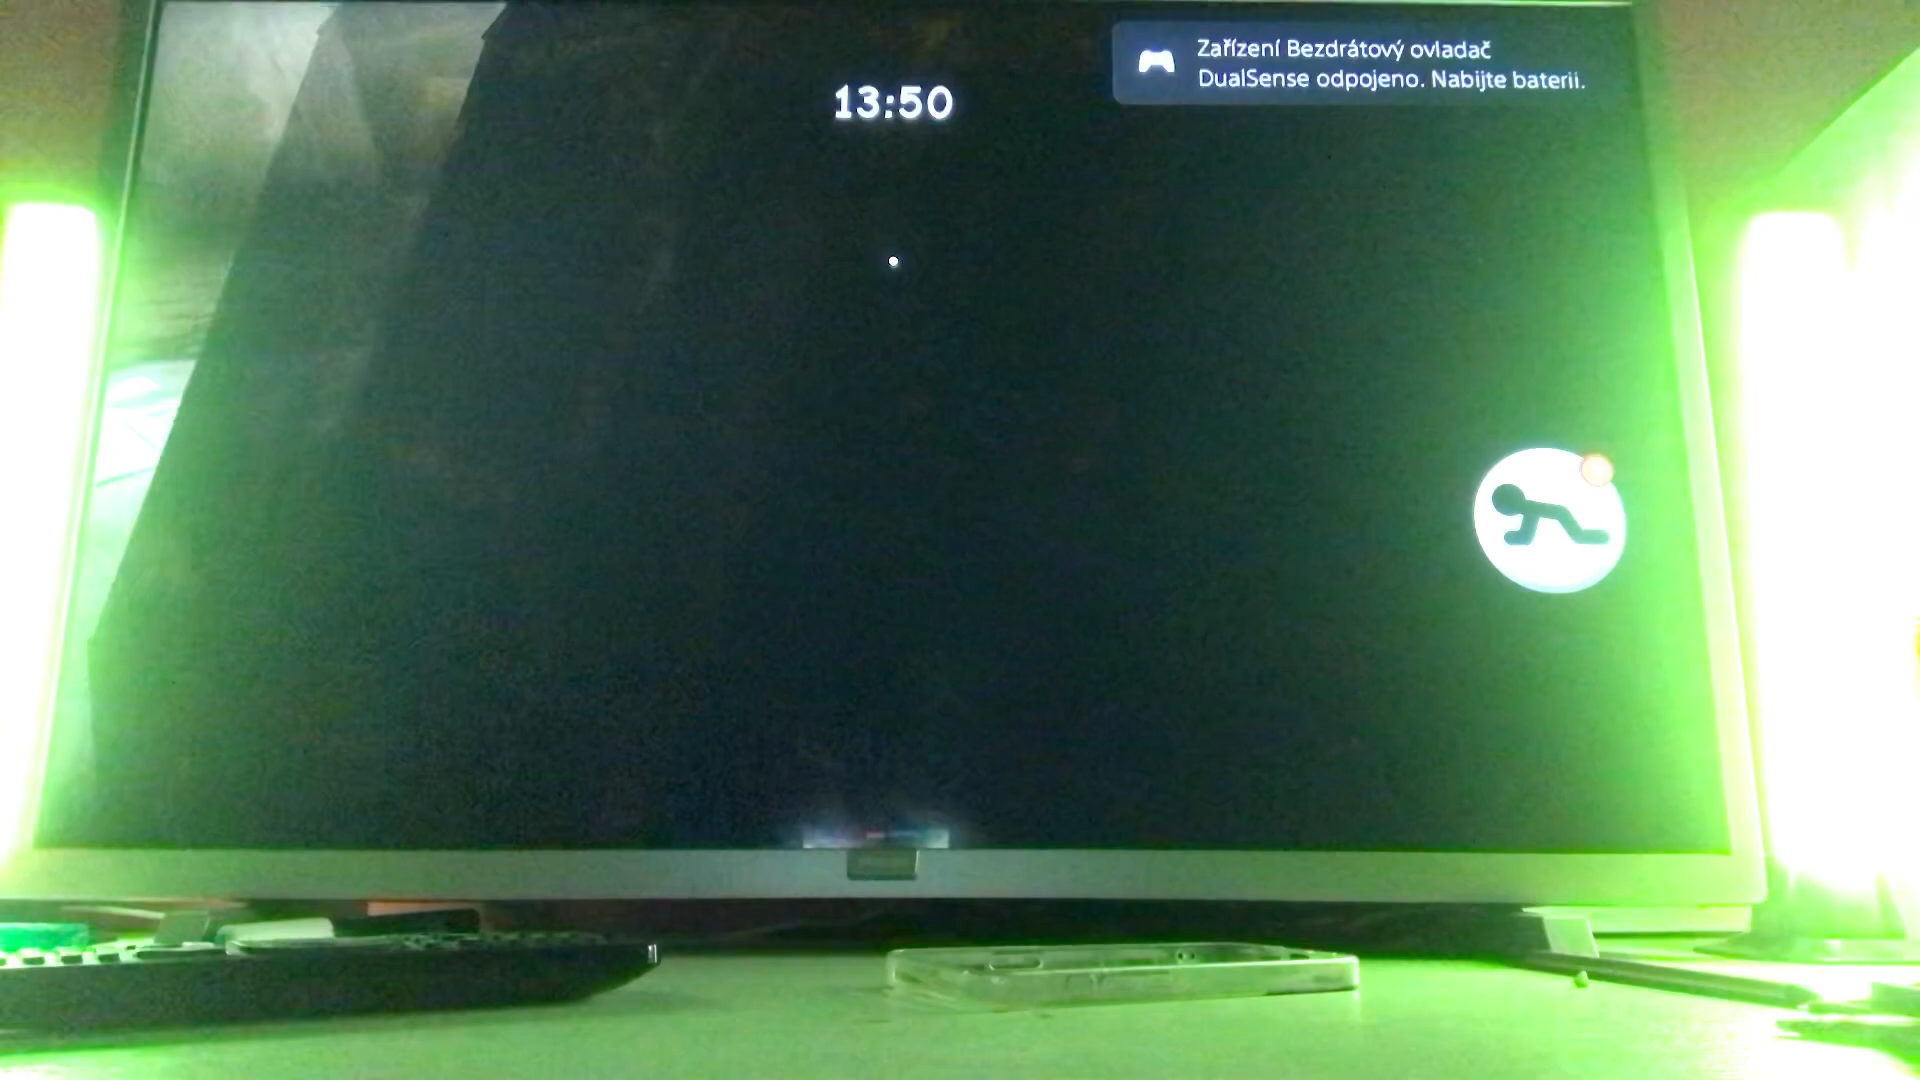 Zařízení Bezdrátový ovladač
DualSense odpojeno. Nabijte baterii.
13:50